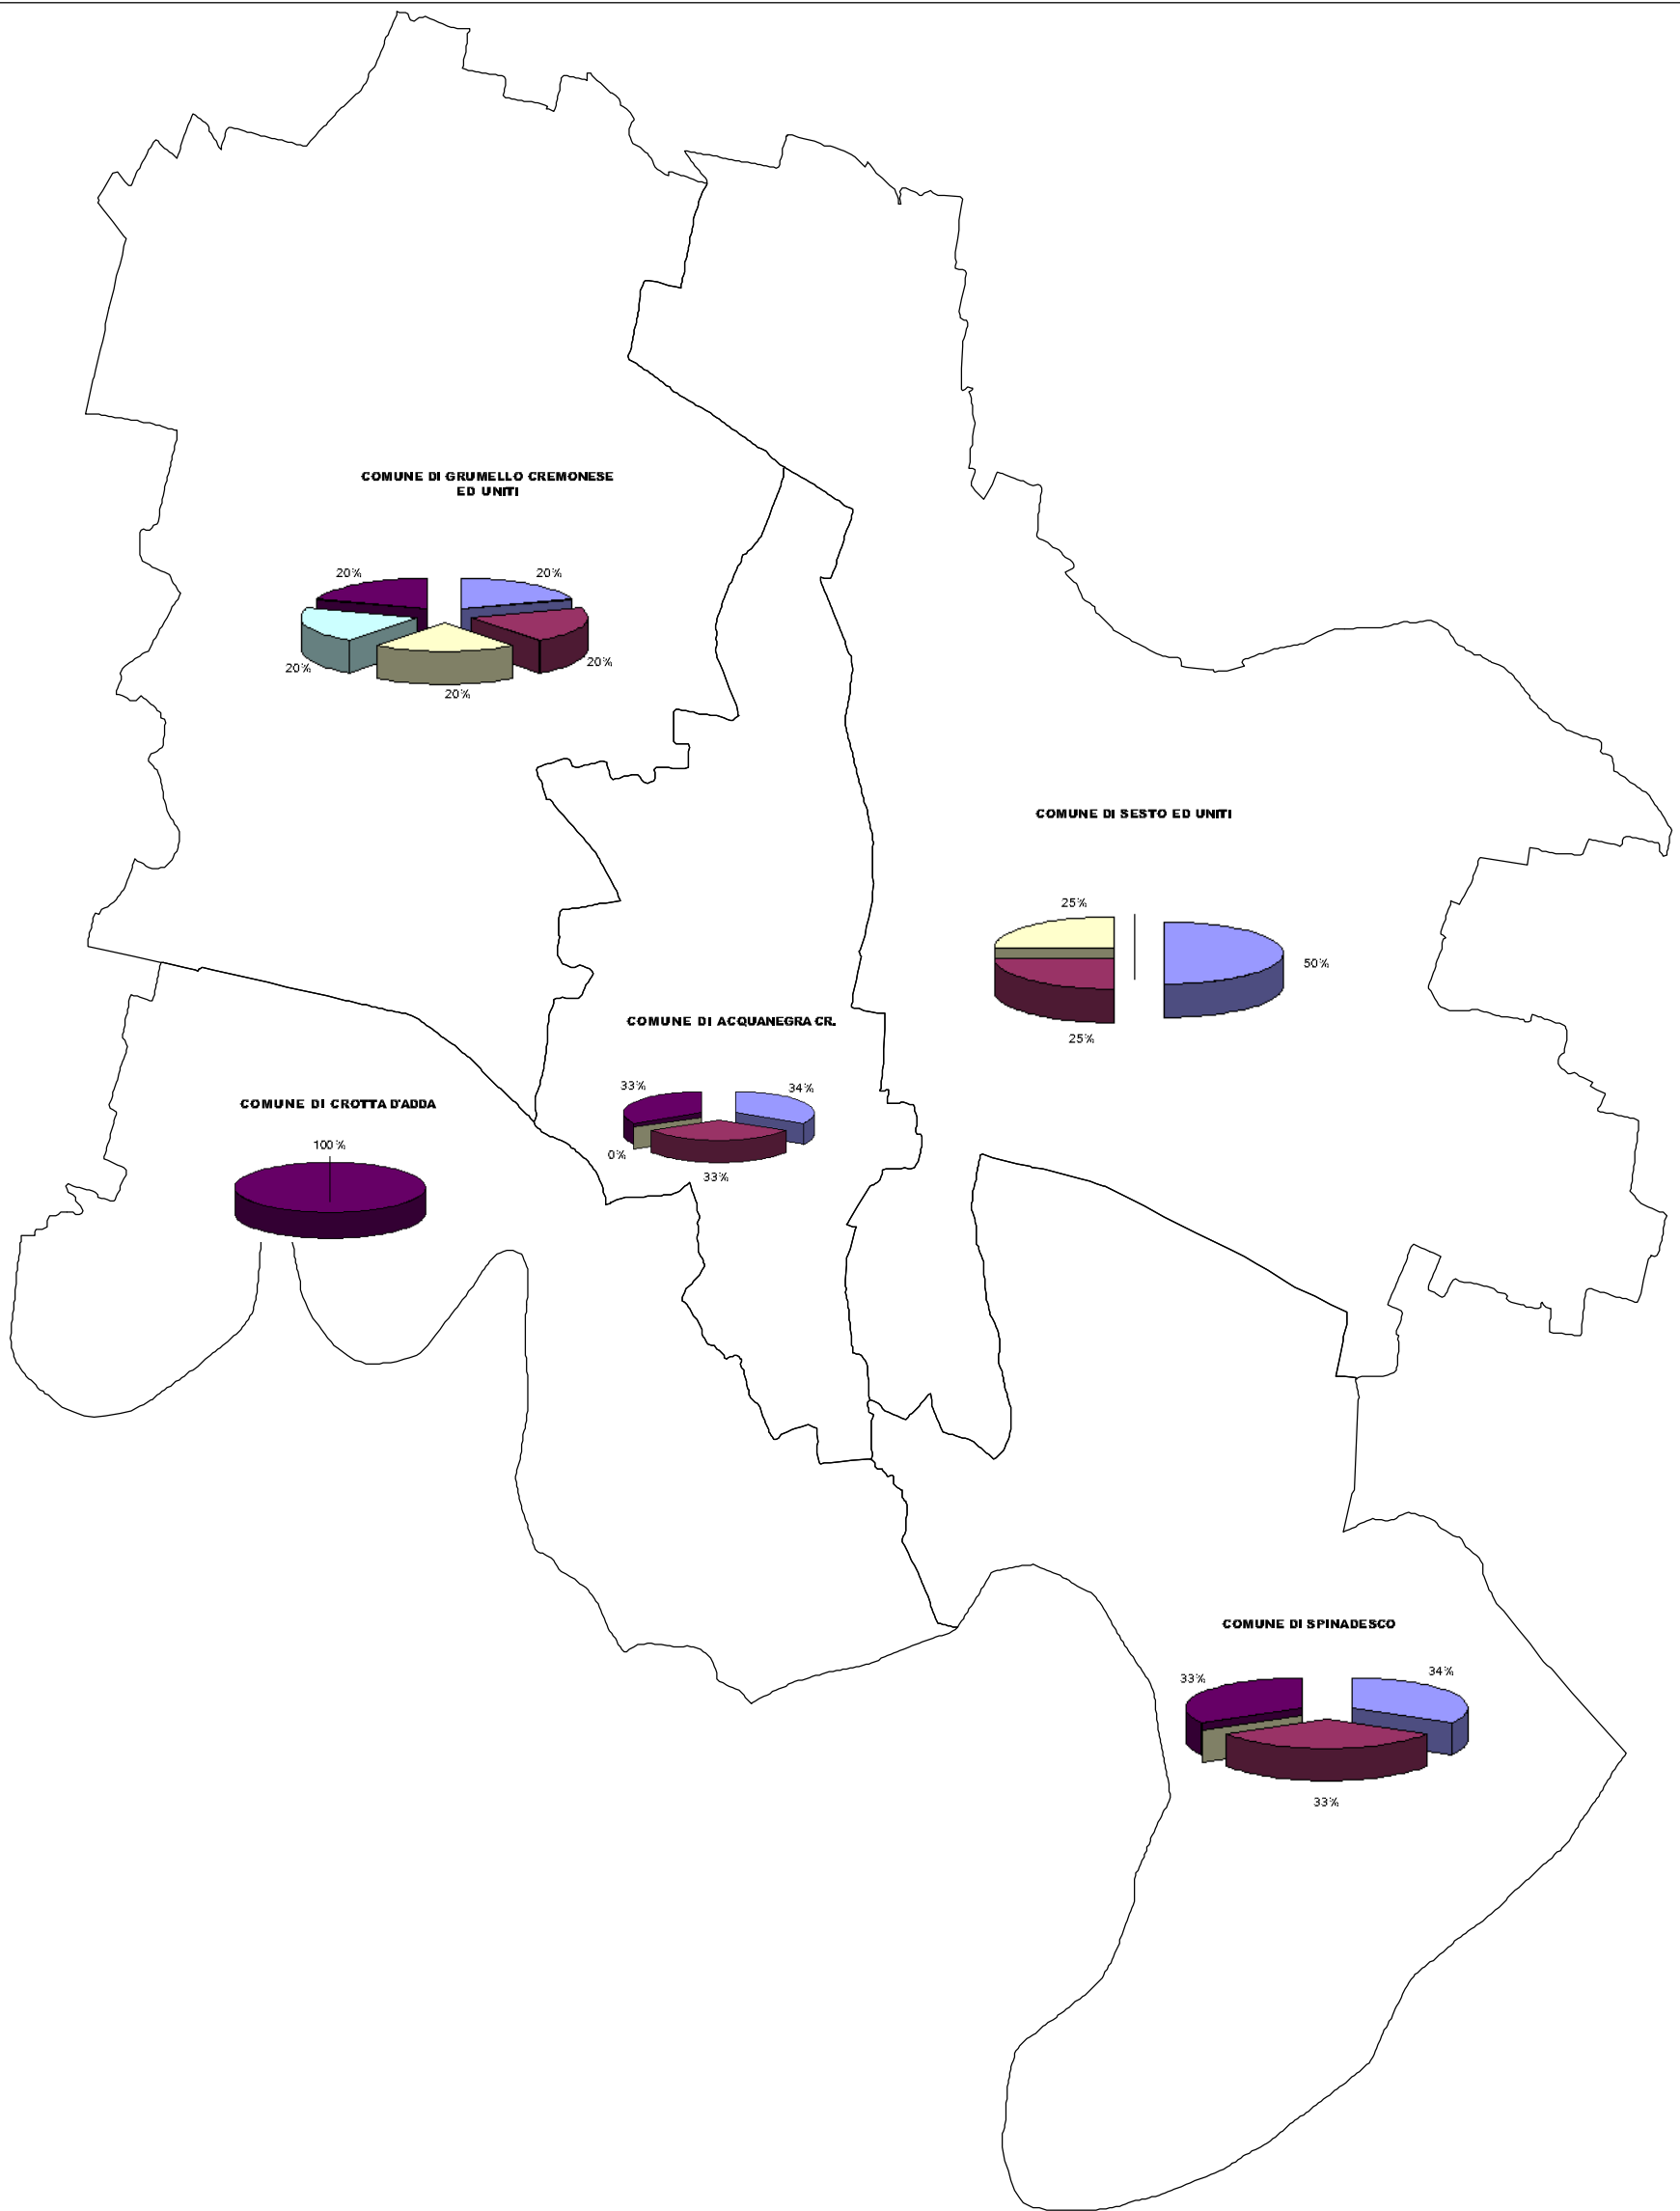 COMUNE DI GRUMELLO CREMONESE
ED UNITI
20%
20%
20%
20%
20%
COMUNE DI SESTO ED UNITI
25%
50%
25%
COMUNE DI ACQUANEGRA CR.
33%
34%
0%
33%
COMUNE DI CROTTA D'ADDA
100%
COMUNE DI SPINADESCO
33%
34%
33%